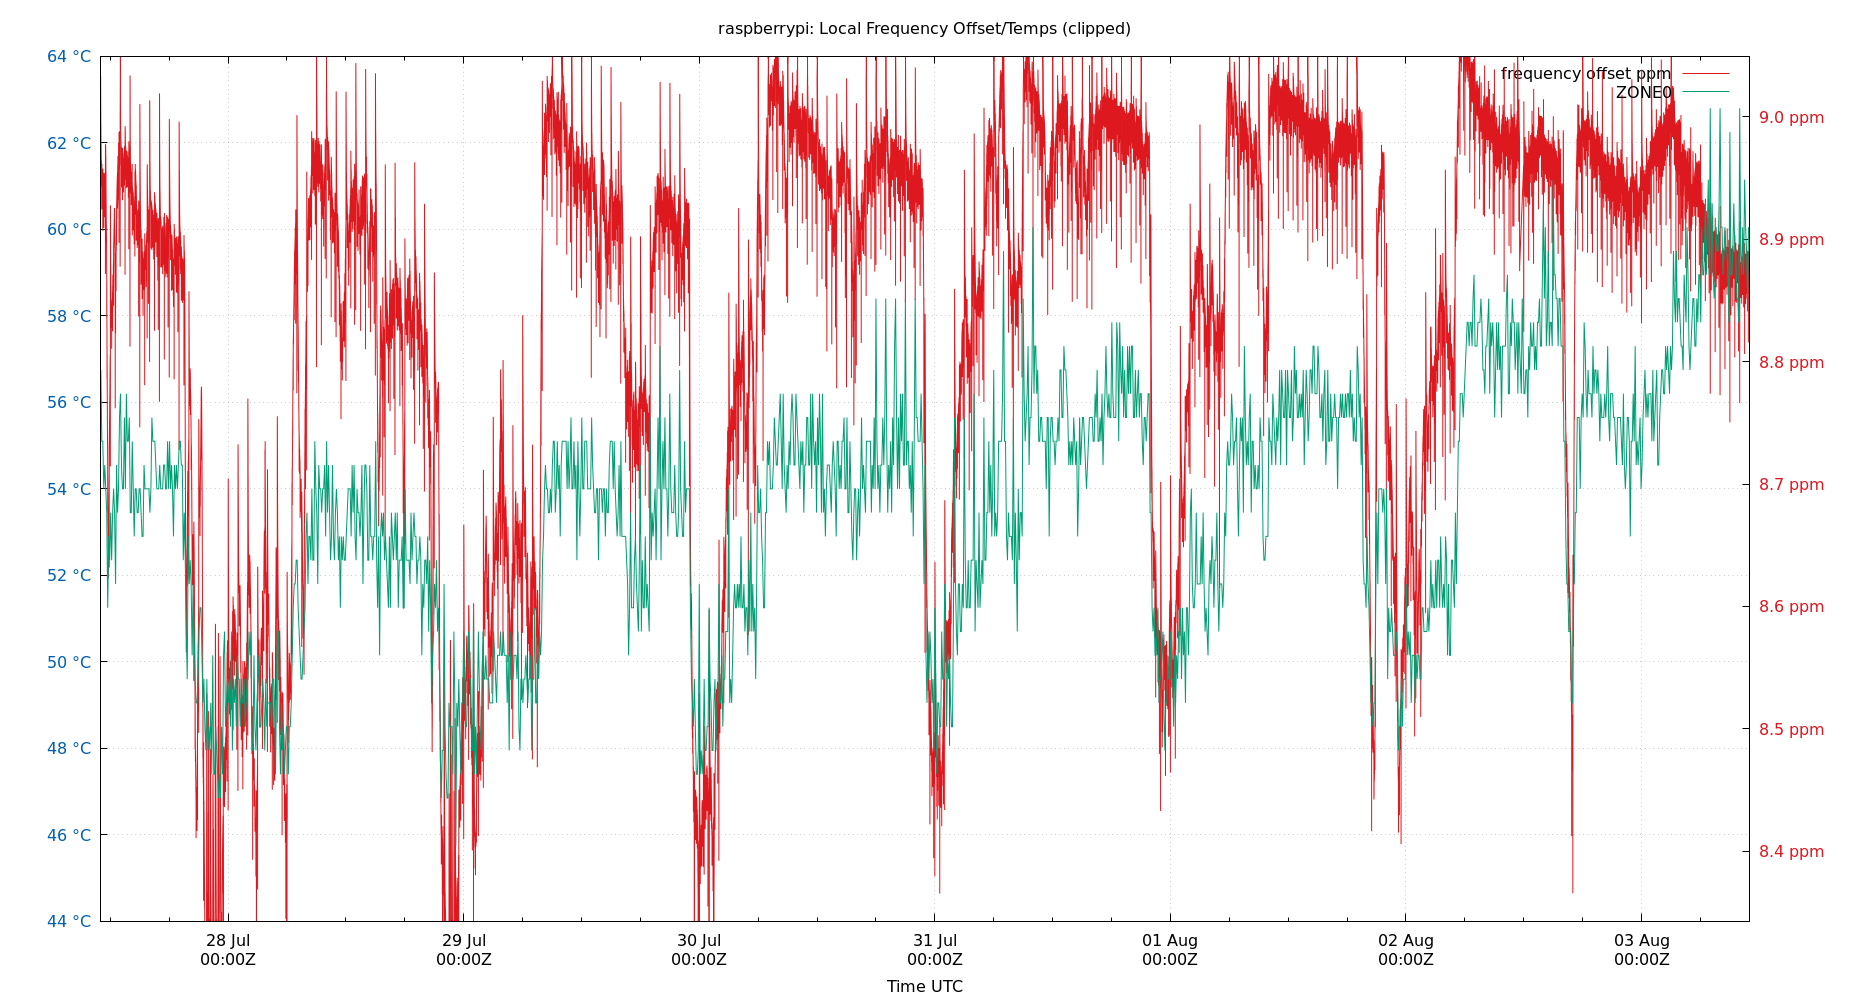 raspberrypi: Local Frequency Offset/Temps (clipped)
64 °C
62 °C
60 °C
58 °C
56 °C
54 °C
52 °C
50 °C
48 °C
46 °C
44 °C
frequency offset ppm
ZONE0
9.0 ppm
8.9 ppm
8.8 ppm
8.7 ppm
8.6 ppm
8.5 ppm
8.4 ppm
28 Jul
00:00Z
29 Jul
00:00Z
30 Jul
00:00Z
31 Jul
00:00Z
01 Aug
00:00Z
02 Aug
00:00Z
03 Aug
00:00Z
Time UTC